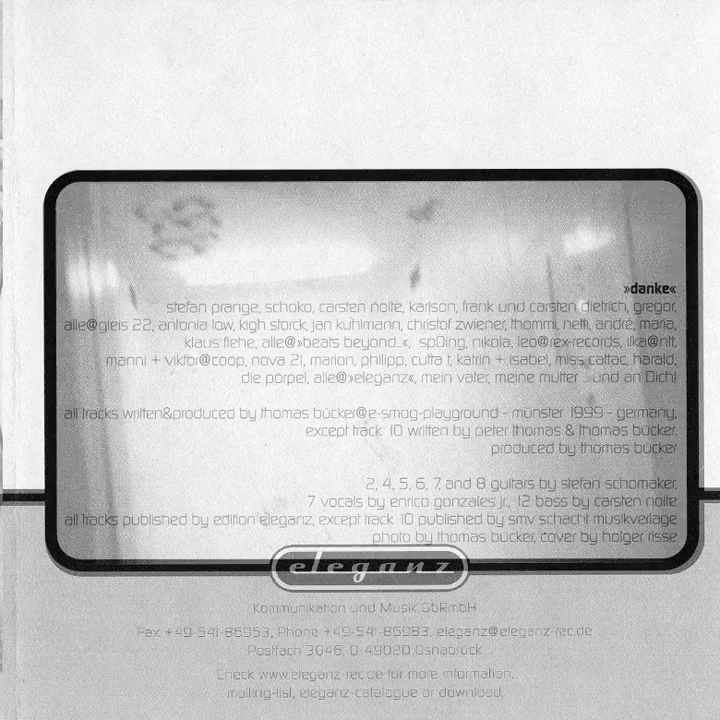 »danke«
stefan prange, schoko, carsten nolte, karlson, frank und carsten dietrich, gregor,
alle@gleis 22, antonia low, kigh storck, jan kuhlmann, christof zwiener, thommi, netti, andré, maria,
klaus fiehe, alle@»beats beyond...«, sp0ing, nikola, leo@rex-records, ilka@nlt,
manni + viktor@coop, nova 21, marion, philipp, cutta t, katrin + isabel, miss cattac, harald,
die pörpel, alle@»eleganz«, mein vater, meine mutter ...und an Dich!
all tracks written&produced by thomas bücker@e-smog-playground - münster 1999 - germany,
except track 10 written by peter thomas & thomas bücker,
produced by thomas bücker
2, 4, 5, 6, 7, and 8 guitars by stefan schomaker,
7 vocals by enrico gonzales jr., 12 bass by carsten nolte
all tracks published by edition eleganz, except track 10 published by smv schacht musikverlage
photo by thomas bücker, cover by holger risse
eleganz
Kommunikation und Musik GbRmbH
Fax +49-541-86953, Phone +49-541-86983, eleganz@eleganz-rec.de
Postfach 3046, D-49020 Osnabrück
Check www.eleganz-rec.de for more information,
mailing-list, eleganz-catalogue or download.